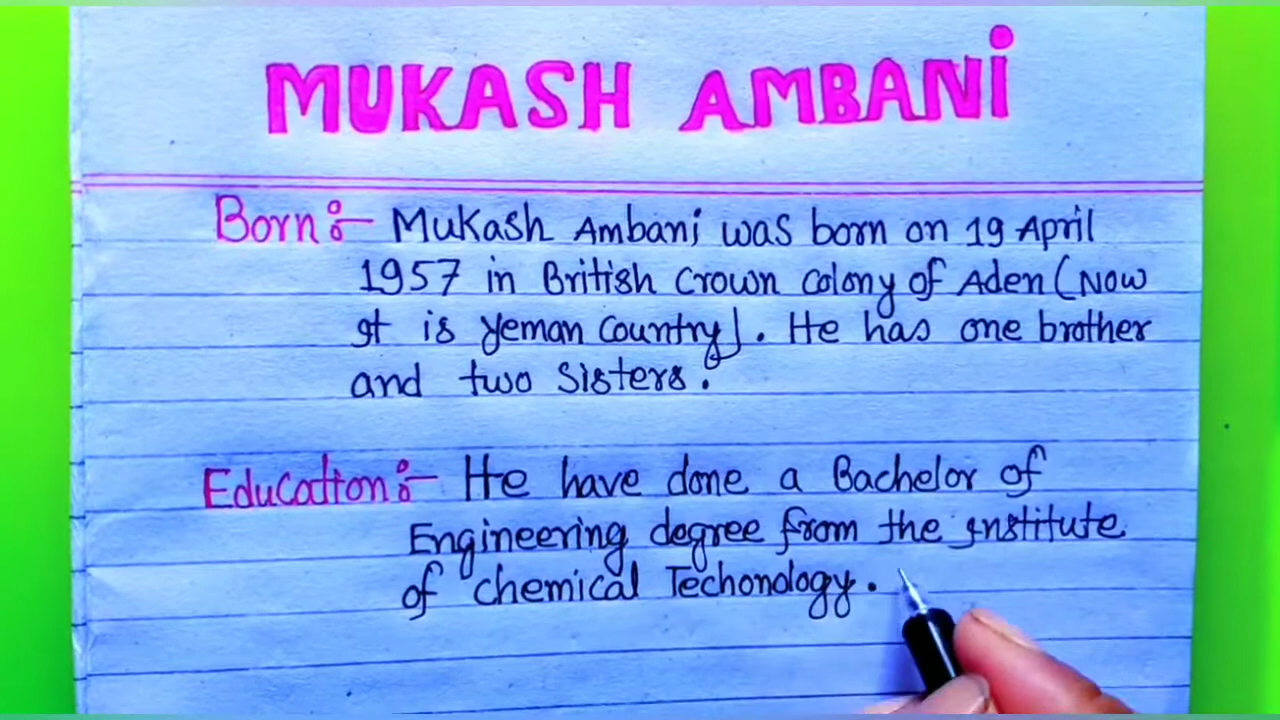 MUKASH AMBANi
Born:- Mukash Ambani was born on 19 April
1957 in British Crown colony of Aden (Now
It is Yeman Country). He has one brother
and two Sisters.
Education:- He have done a Bachelor of
Engineering degree from the Institute
of chemical Techonology.